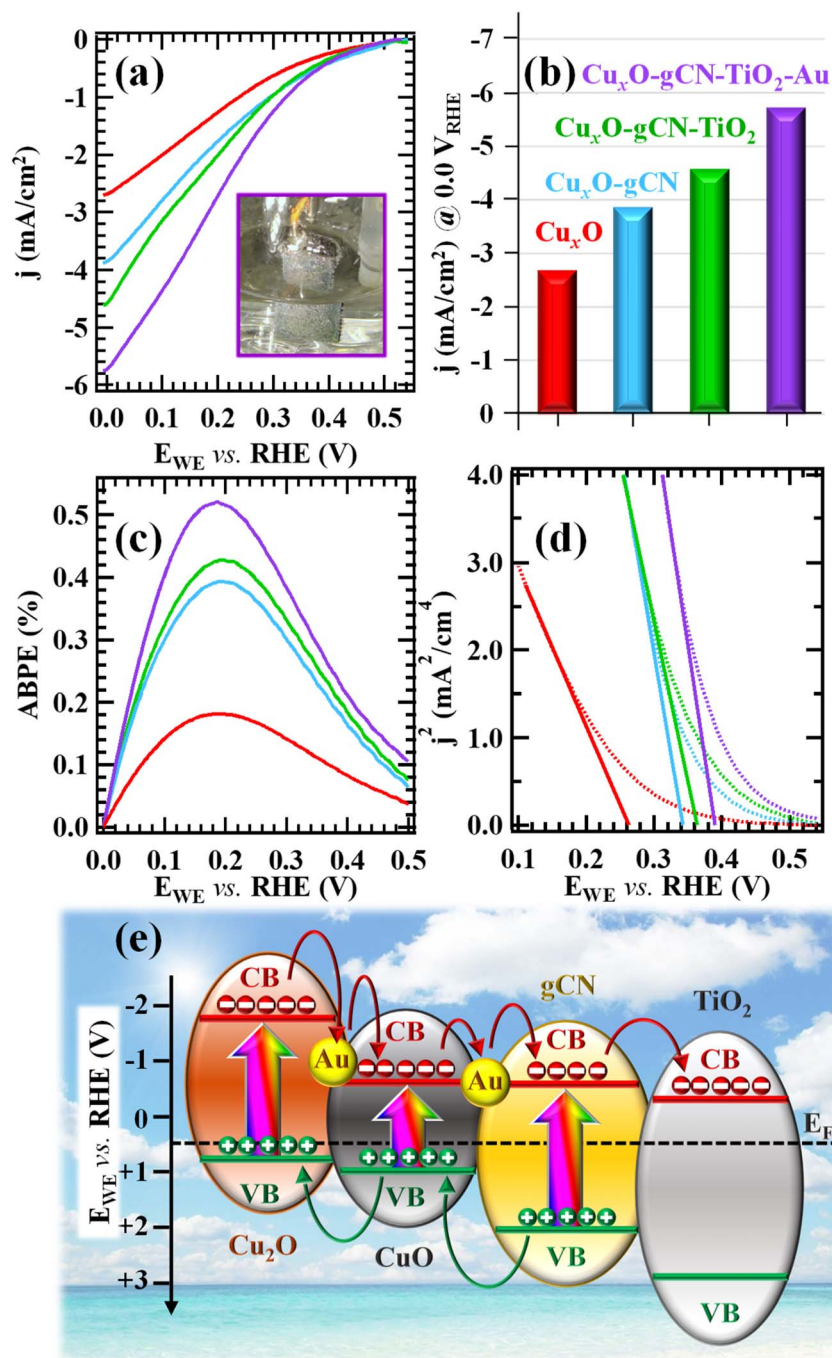 (a)
0
-1
-2
-3
-4
-5
-6
j (mA/cm²)
0.0 0.1 0.2 0.3 0.4 0.5
E_WE vs. RHE (V)
(b)
-7
-6
-5
-4
-3
-2
-1
0
j (mA/cm²) @ 0.0 V_RHE
Cu_xO-gCN-TiO₂-Au
Cu_xO-gCN-TiO₂
Cu_xO-gCN
Cu_xO
(c)
0.5
0.4
0.3
0.2
0.1
0.0
ABPE (%)
0.0 0.1 0.2 0.3 0.4 0.5
E_WE vs. RHE (V)
(d)
4.0
3.0
2.0
1.0
0.0
j² (mA²/cm⁴)
0.1 0.2 0.3 0.4 0.5
E_WE vs. RHE (V)
(e)
-2
-1
0
+1
+2
+3
E_WE vs. RHE (V)
CB
VB
Cu₂O
Au
CB
VB
CuO
Au
gCN
CB
VB
TiO₂
CB
VB
E_F